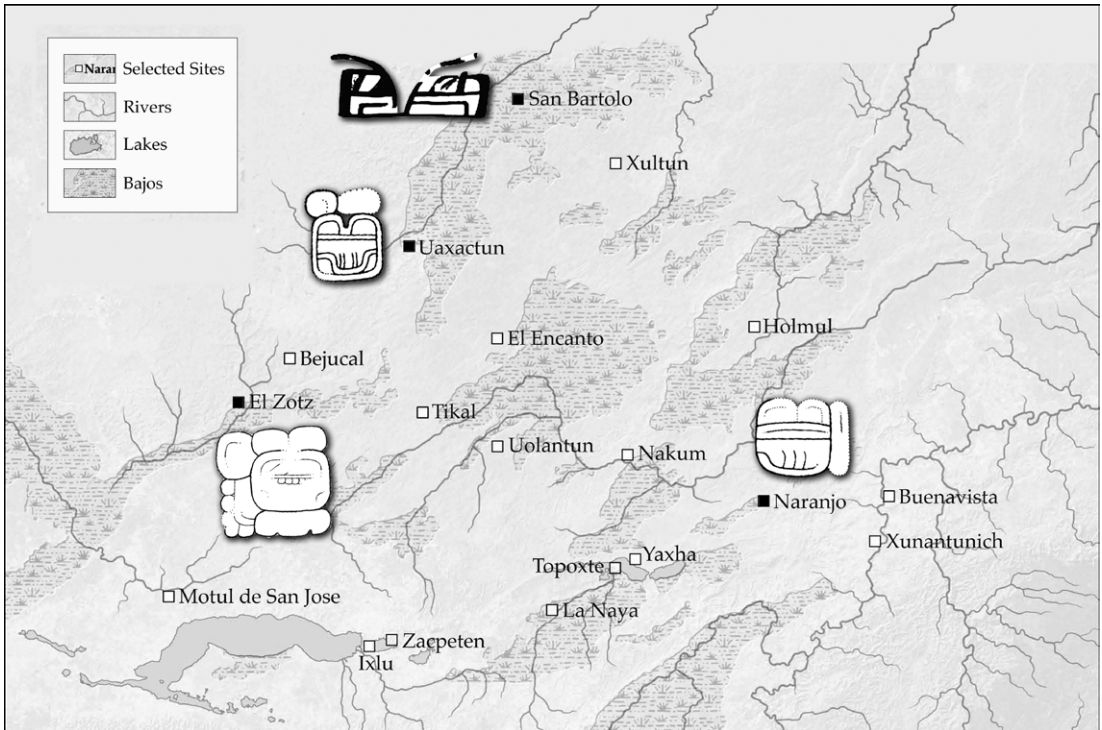 Naran
Selected Sites
Rivers
Lakes
Bajos
San Bartolo
Xultun
Uaxactun
Holmul
El Encanto
Bejucal
El Zotz
Tikal
Uolantun
Nakum
Naranjo
Buenavista
Xunantunich
Yaxha
Topoxte
Motul de San Jose
La Naya
Zacpeten
Ixlu